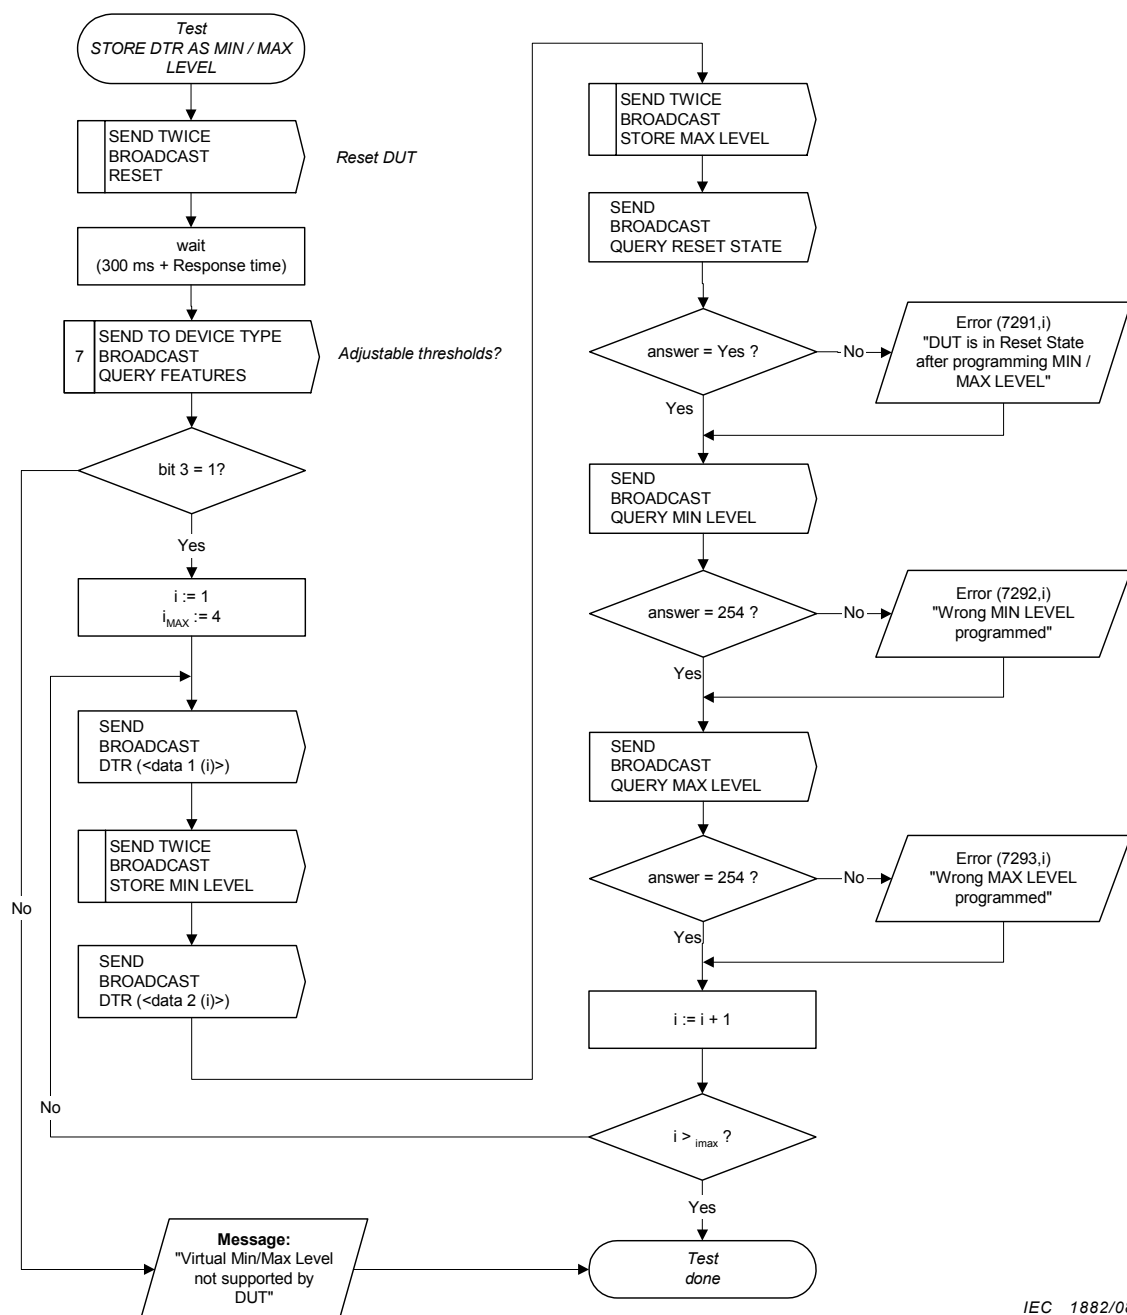 Test
STORE DTR AS MIN / MAX
LEVEL
SEND TWICE
BROADCAST
RESET
Reset DUT
wait
(300 ms + Response time)
7
SEND TO DEVICE TYPE
BROADCAST
QUERY FEATURES
Adjustable thresholds?
bit 3 = 1?
Yes
i := 1
iMAX := 4
SEND
BROADCAST
DTR (<data 1 (i)>)
SEND TWICE
BROADCAST
STORE MIN LEVEL
No
SEND
BROADCAST
DTR (<data 2 (i)>)
SEND TWICE
BROADCAST
STORE MAX LEVEL
SEND
BROADCAST
QUERY RESET STATE
answer = Yes ?
No
Error (7291,i)
"DUT is in Reset State
after programming MIN /
MAX LEVEL"
Yes
SEND
BROADCAST
QUERY MIN LEVEL
answer = 254 ?
No
Error (7292,i)
"Wrong MIN LEVEL
programmed"
Yes
SEND
BROADCAST
QUERY MAX LEVEL
answer = 254 ?
No
Error (7293,i)
"Wrong MAX LEVEL
programmed"
Yes
i := i + 1
No
i > imax ?
Yes
Message:
"Virtual Min/Max Level
not supported by
DUT"
Test
done
IEC 1882/08